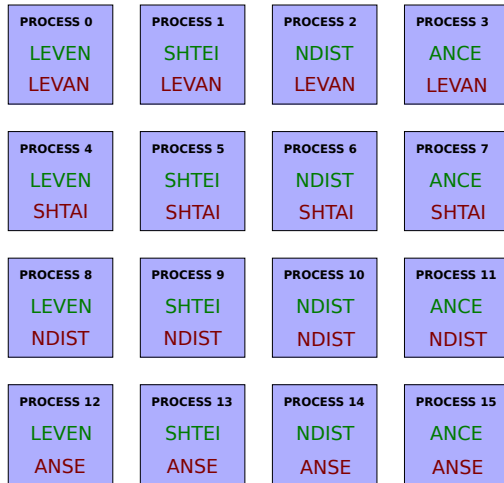 PROCESS 0 PROCESS 1 PROCESS 2 PROCESS 3
LEVEN SHTEI NDIST ANCE
LEVAN LEVAN LEVAN LEVAN
PROCESS 4 PROCESS 5 PROCESS 6 PROCESS 7
LEVEN SHTEI NDIST ANCE
SHTAI SHTAI SHTAI SHTAI
PROCESS 8 PROCESS 9 PROCESS 10 PROCESS 11
LEVEN SHTEI NDIST ANCE
NDIST NDIST NDIST NDIST
PROCESS 12 PROCESS 13 PROCESS 14 PROCESS 15
LEVEN SHTEI NDIST ANCE
ANSE ANSE ANSE ANSE